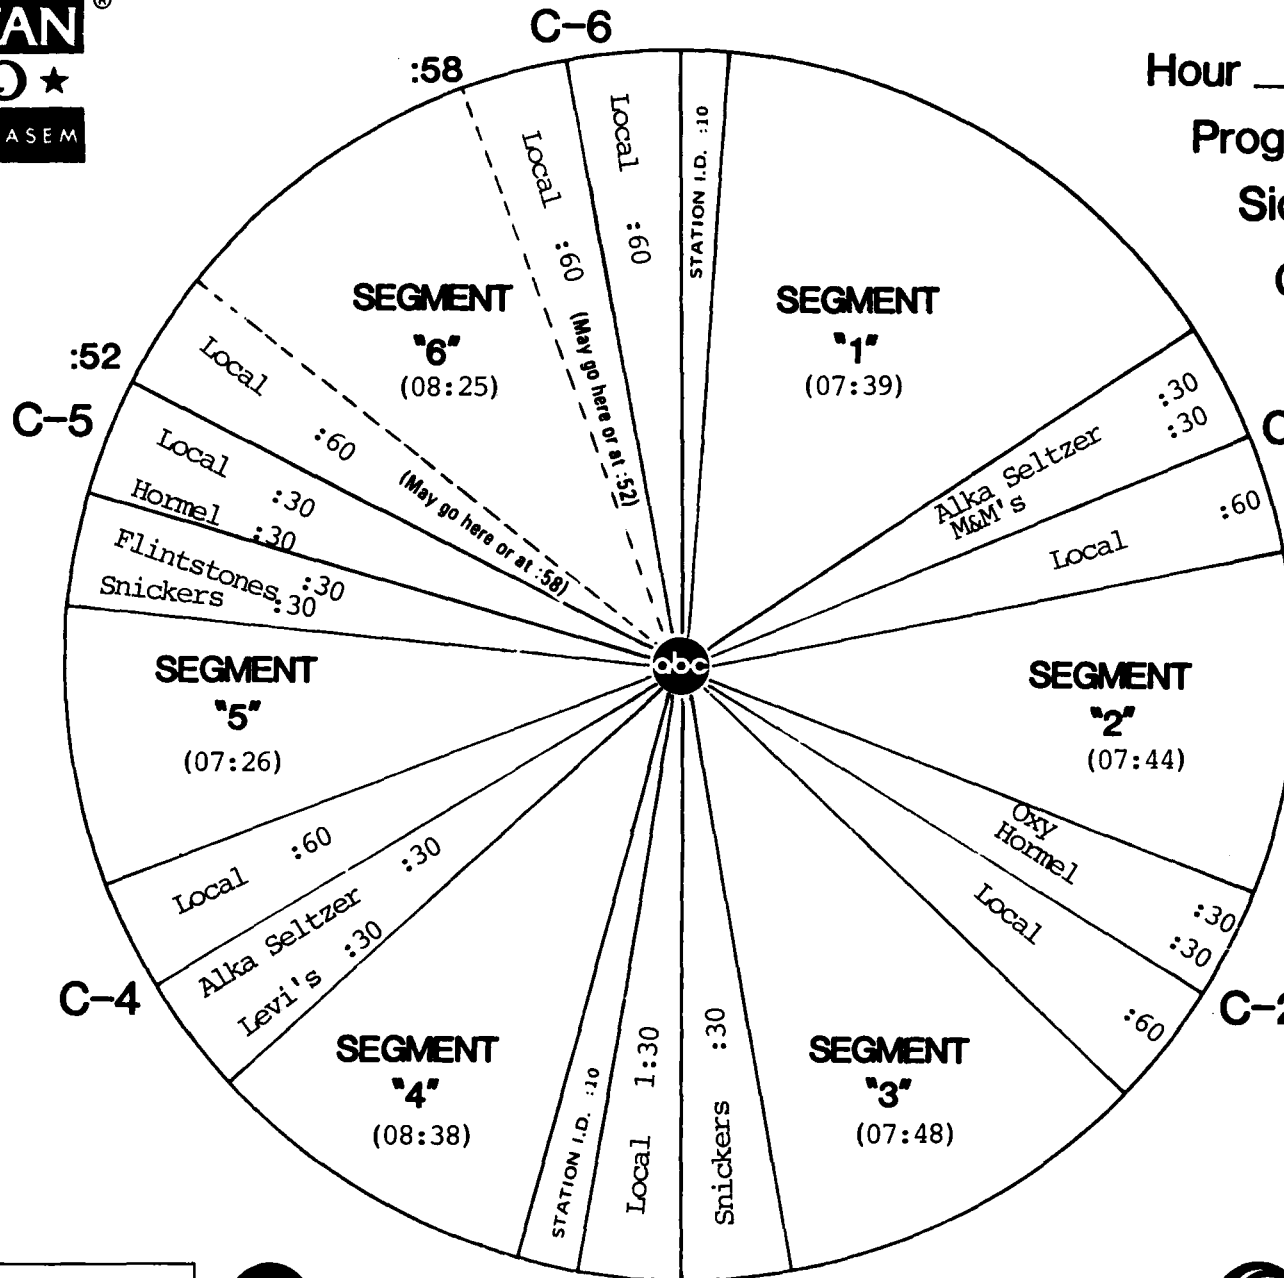 ASEM
®
C-6
:58
Hour
Local :60
Local :60
(May go here or at :52)
STATION I.D. :10
SEGMENT
"1"
(07:39)
Alka Seltzer :30
M&M's :30
Local :60
SEGMENT
"2"
(07:44)
Oxy :30
Hormel :30
Local :60
C-2
SEGMENT
"3"
(07:48)
Snickers :30
Local 1:30
STATION I.D. :10
SEGMENT
"4"
(08:38)
C-4
Levi's :30
Alka Seltzer :30
Local :60
SEGMENT
"5"
(07:26)
Snickers :30
Flintstones :30
Hormel :30
Local :30
C-5
:52
Local :60
(May go here or at :58)
SEGMENT
"6"
(08:25)
abc